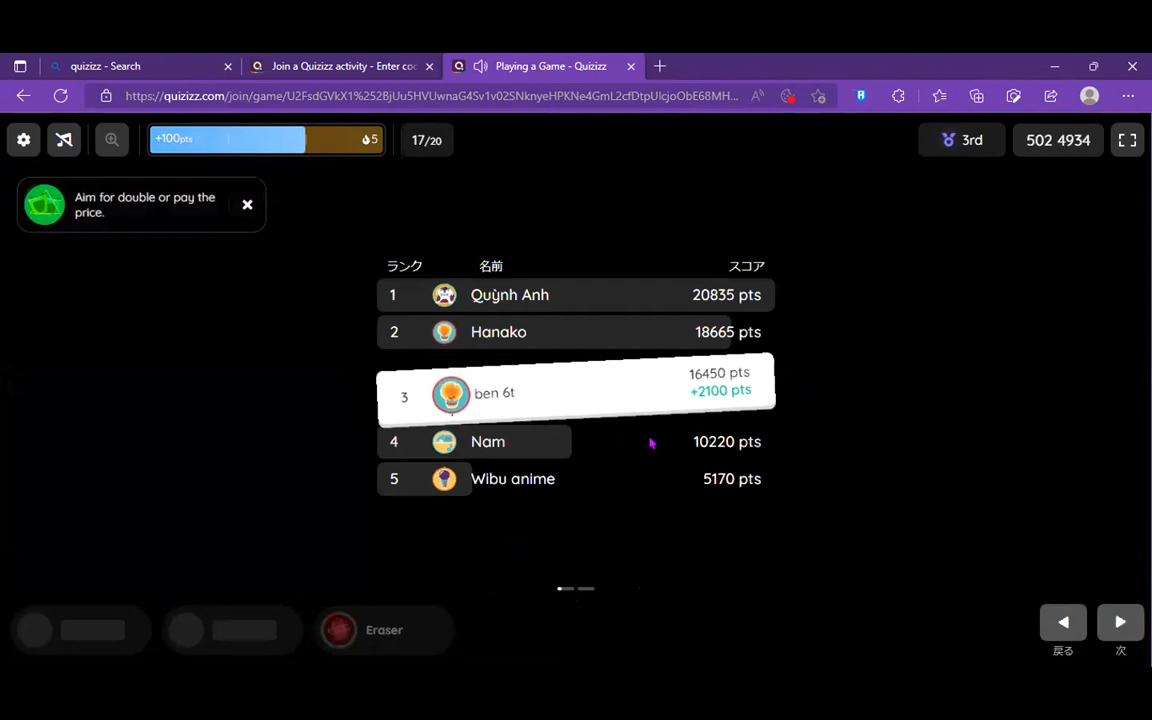 quizizz - Search
Join a Quizizz activity - Enter coc
Playing a Game - Quizizz
https://quizizz.com/join/game/U2FsdGVkX1%252BjUu5HVUwnaG4Sv1v02SNknyeHPKNe4GmL2cfDtpUlcjoObE68MH...
+100pts
5
17/20
3rd
502 4934
Aim for double or pay the
price.
ランク 名前 スコア
1 Quỳnh Anh 20835 pts
2 Hanako 18665 pts
3 ben 6t 16450 pts
+2100 pts
4 Nam 10220 pts
5 Wibu anime 5170 pts
Eraser
戻る 次